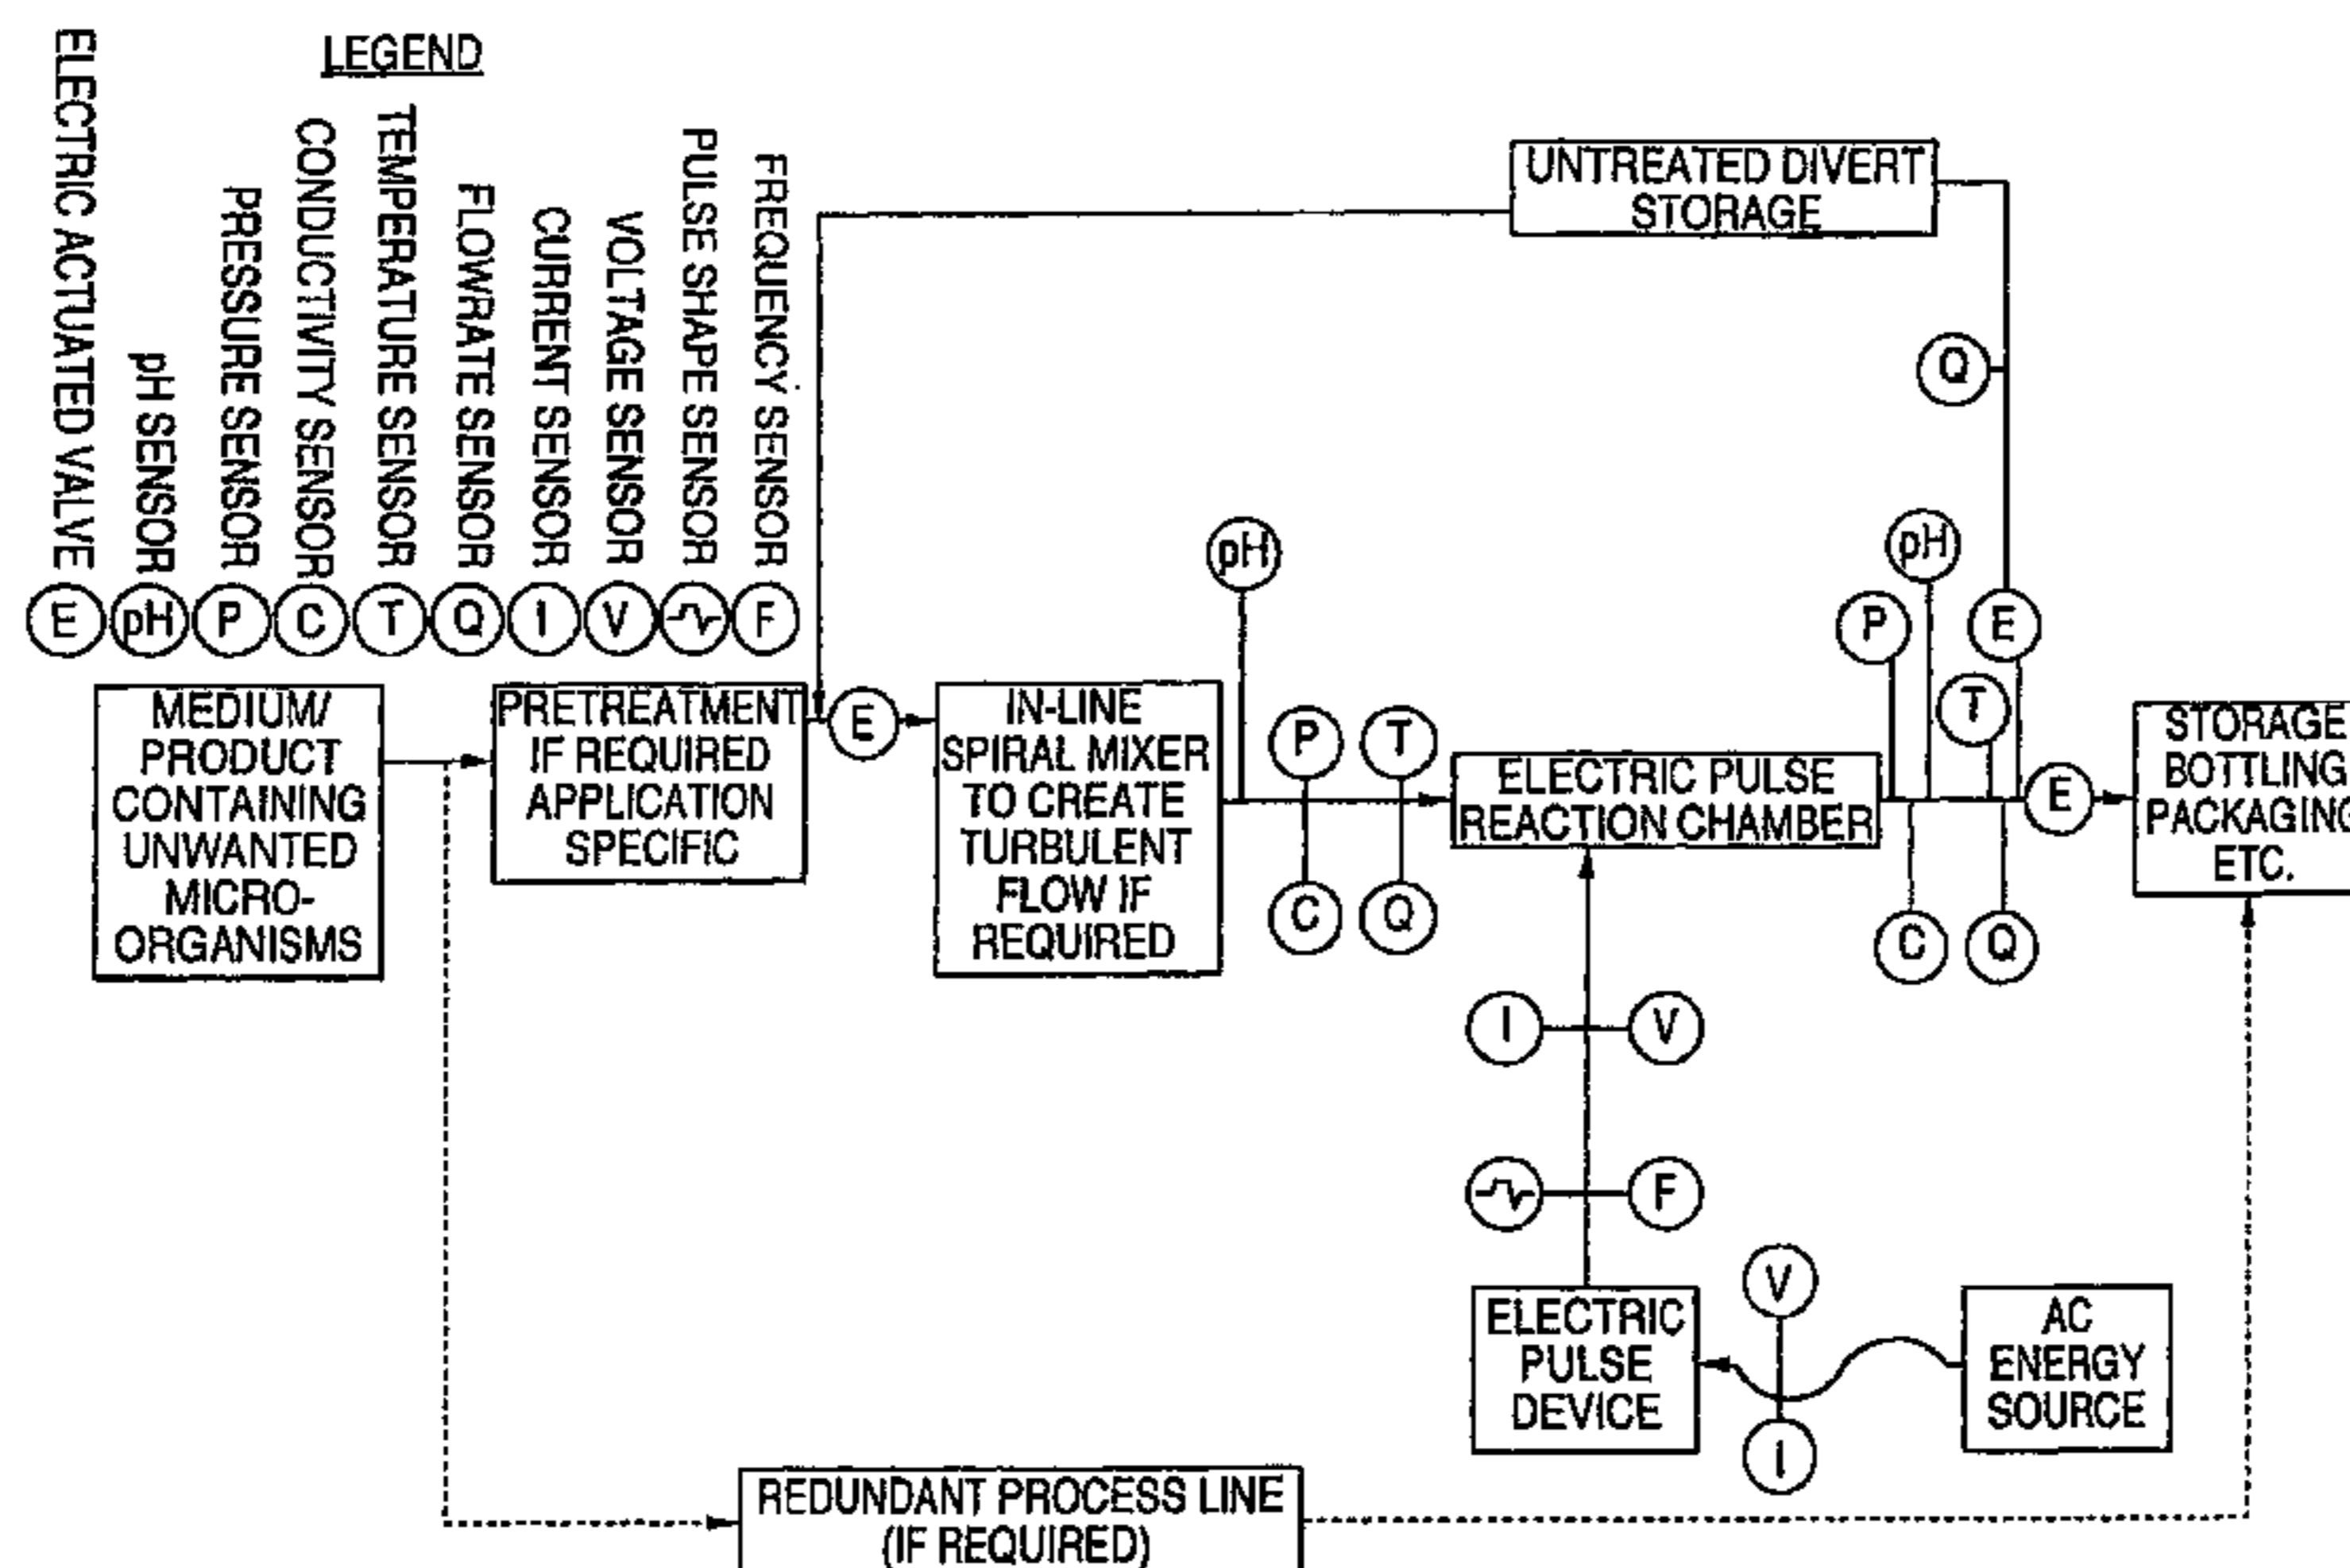 LEGEND
ELECTRIC ACTUATED VALVE
pH SENSOR
PRESSURE SENSOR
CONDUCTIVITY SENSOR
TEMPERATURE SENSOR
FLOWRATE SENSOR
CURRENT SENSOR
VOLTAGE SENSOR
PULSE SHAPE SENSOR
FREQUENCY SENSOR
E
pH
P
C
T
Q
I
V
F
UNTREATED DIVERT
STORAGE
Q
MEDIUM/
PRODUCT
CONTAINING
UNWANTED
MICRO-
ORGANISMS
PRETREATMENT
IF REQUIRED
APPLICATION
SPECIFIC
E
IN-LINE
SPIRAL MIXER
TO CREATE
TURBULENT
FLOW IF
REQUIRED
pH
P
T
C
Q
ELECTRIC PULSE
REACTION CHAMBER
P
pH
E
T
C
Q
E
STORAGE
BOTTLING
PACKAGING
ETC.
I
V
F
ELECTRIC
PULSE
DEVICE
V
I
AC
ENERGY
SOURCE
REDUNDANT PROCESS LINE
(IF REQUIRED)